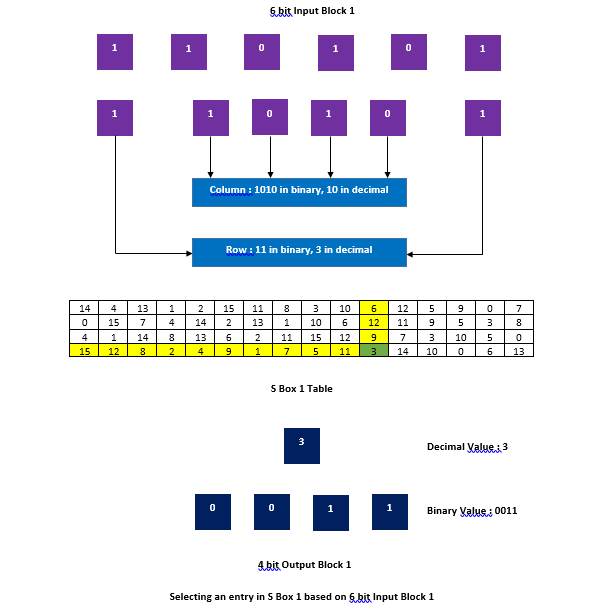 6 bit Input Block 1
1 1 0 1 0 1
1 1 0 1 0 1
Column : 1010 in binary, 10 in decimal
Row : 11 in binary, 3 in decimal
14 4 13 1 2 15 11 8 3 10 6 12 5 9 0 7
0 15 7 4 14 2 13 1 10 6 12 11 9 5 3 8
4 1 14 8 13 6 2 11 15 12 9 7 3 10 5 0
15 12 8 2 4 9 1 7 5 11 3 14 10 0 6 13
S Box 1 Table
3 Decimal Value : 3
0 0 1 1 Binary Value : 0011
4 bit Output Block 1
Selecting an entry in S Box 1 based on 6 bit Input Block 1